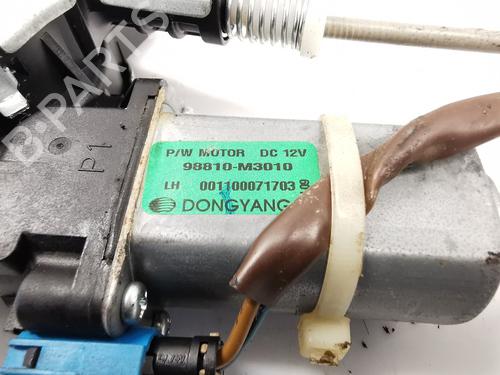 B-PARTS
P1
P/W MOTOR DC 12V
98810-M3010
LH 001100071703
DONGYANG